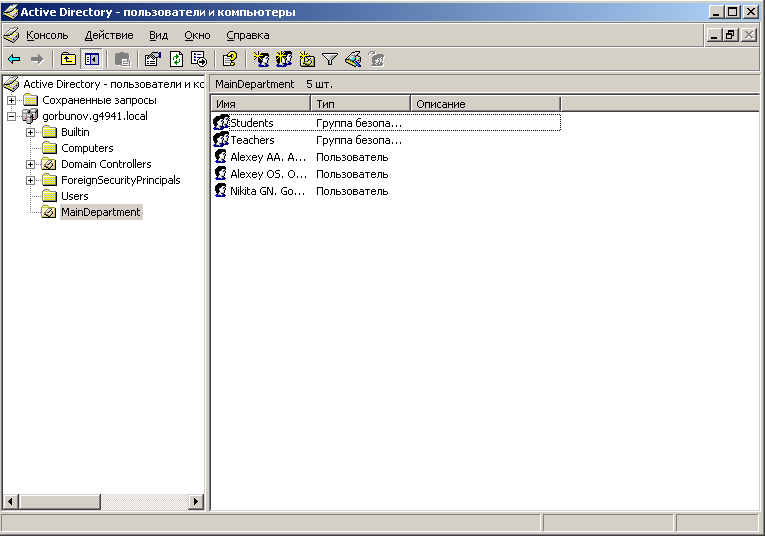 Active Directory - пользователи и компьютеры
Консоль Действие Вид Окно Справка
Active Directory - пользователи и кс
Сохраненные запросы
gorbunov.g4941.local
Builtin
Computers
Domain Controllers
ForeignSecurityPrincipals
Users
MainDepartment
MainDepartment 5 шт.
Имя Тип Описание
Students Группа безопа...
Teachers Группа безопа...
Alexey AA. A... Пользователь
Alexey OS. O... Пользователь
Nikita GN. Go... Пользователь